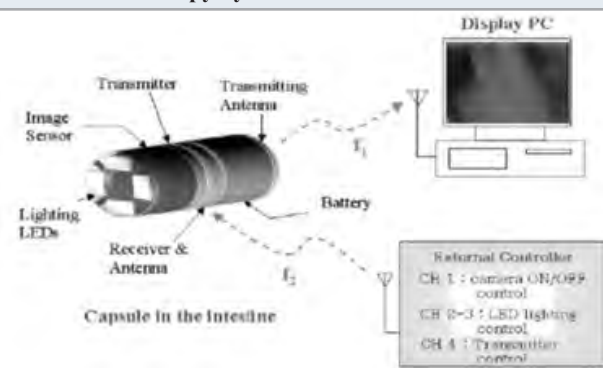 Display PC
Transmitter
Transmitting
Antenna
Image
Sensor
f1
Lighting
LEDs
Battery
Receiver &
Antenna
f2
Capsule in the intestine
External Controller
CH 1 : camera ON/OFF
control
CH 2-3 : LED lighting
control
CH 4 : Transmitter
control